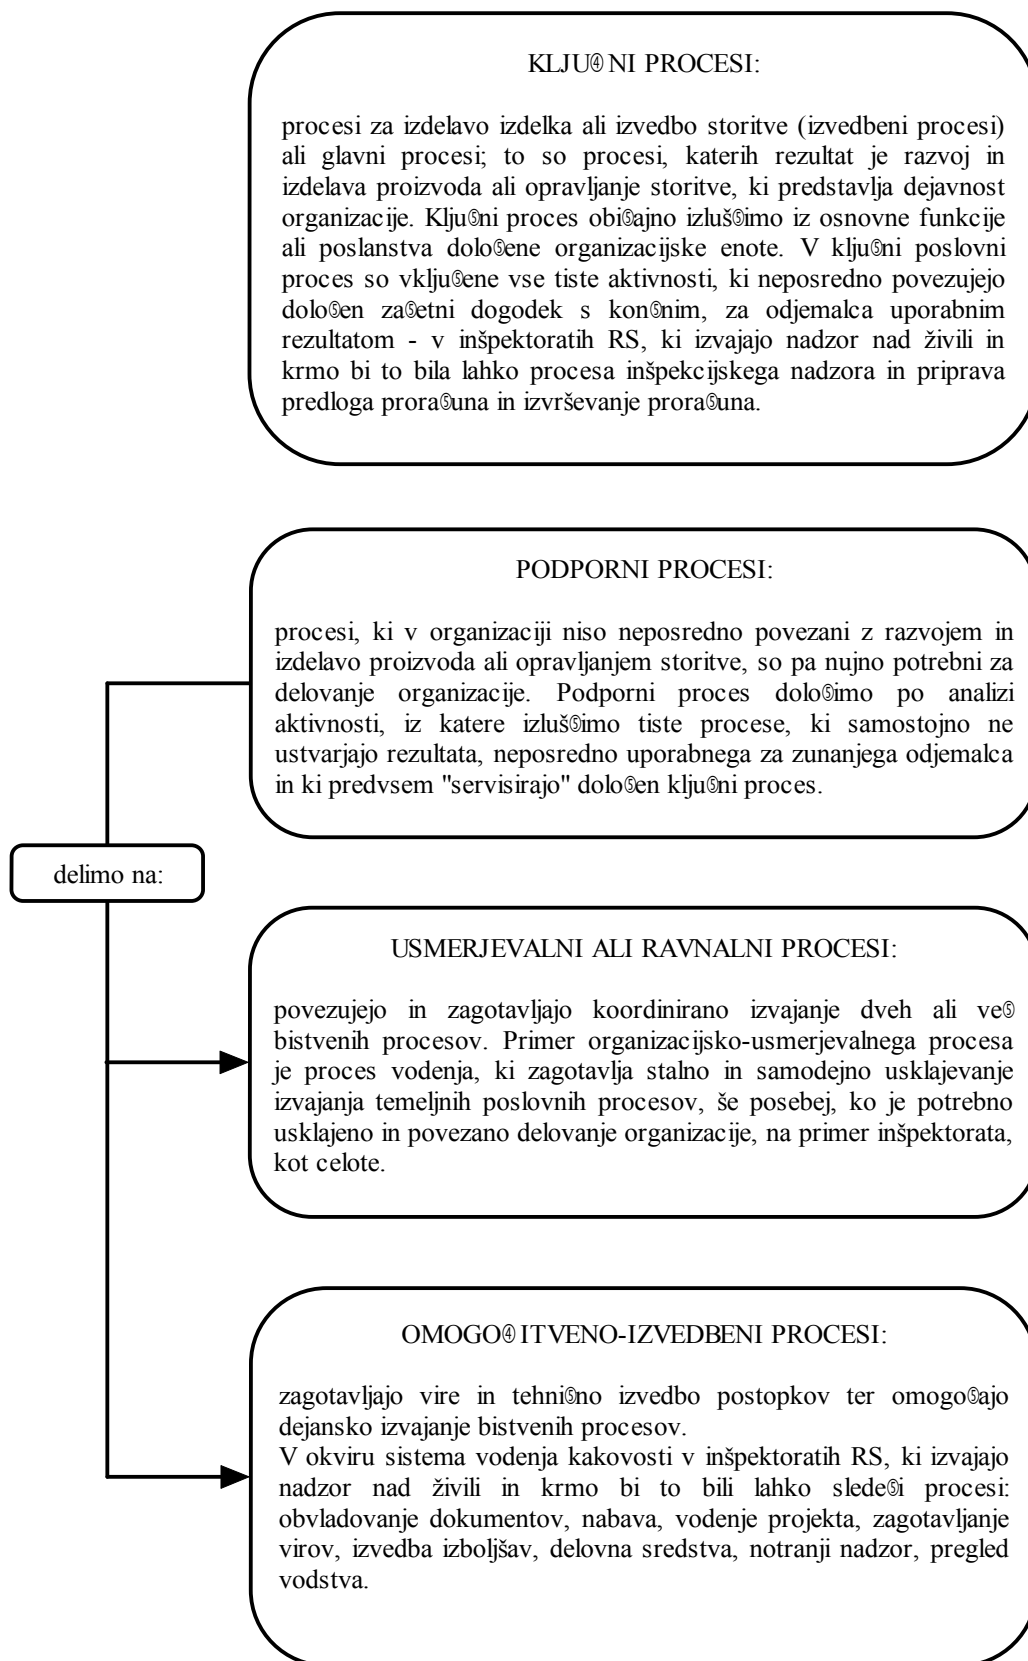 KLJU④ NI PROCESI:
procesi za izdelavo izdelka ali izvedbo storitve (izvedbeni procesi)
ali glavni procesi; to so procesi, katerih rezultat je razvoj in
izdelava proizvoda ali opravljanje storitve, ki predstavlja dejavnost
organizacije. Klju⑤ni proces obi⑤ajno izluš⑤imo iz osnovne funkcije
ali poslanstva dolo⑤ene organizacijske enote. V klju⑤ni poslovni
proces so vklju⑤ene vse tiste aktivnosti, ki neposredno povezujejo
dolo⑤en za⑤etni dogodek s kon⑤nim, za odjemalca uporabnim
rezultatom - v inšpektoratih RS, ki izvajajo nadzor nad živili in
krmo bi to bila lahko procesa inšpekcijskega nadzora in priprava
predloga prora⑤una in izvrševanje prora⑤una.
PODPORNI PROCESI:
procesi, ki v organizaciji niso neposredno povezani z razvojem in
izdelavo proizvoda ali opravljanjem storitve, so pa nujno potrebni za
delovanje organizacije. Podporni proces dolo⑤imo po analizi
aktivnosti, iz katere izluš⑤imo tiste procese, ki samostojno ne
ustvarjajo rezultata, neposredno uporabnega za zunanjega odjemalca
in ki predvsem "servisirajo" dolo⑤en klju⑤ni proces.
delimo na:
USMERJEVALNI ALI RAVNALNI PROCESI:
povezujejo in zagotavljajo koordinirano izvajanje dveh ali ve⑤
bistvenih procesov. Primer organizacijsko-usmerjevalnega procesa
je proces vodenja, ki zagotavlja stalno in samodejno usklajevanje
izvajanja temeljnih poslovnih procesov, še posebej, ko je potrebno
usklajeno in povezano delovanje organizacije, na primer inšpektorata,
kot celote.
OMOGO④ ITVENO-IZVEDBENI PROCESI:
zagotavljajo vire in tehni⑤no izvedbo postopkov ter omogo⑤ajo
dejansko izvajanje bistvenih procesov.
V okviru sistema vodenja kakovosti v inšpektoratih RS, ki izvajajo
nadzor nad živili in krmo bi to bili lahko slede⑤i procesi:
obvladovanje dokumentov, nabava, vodenje projekta, zagotavljanje
virov, izvedba izboljšav, delovna sredstva, notranji nadzor, pregled
vodstva.